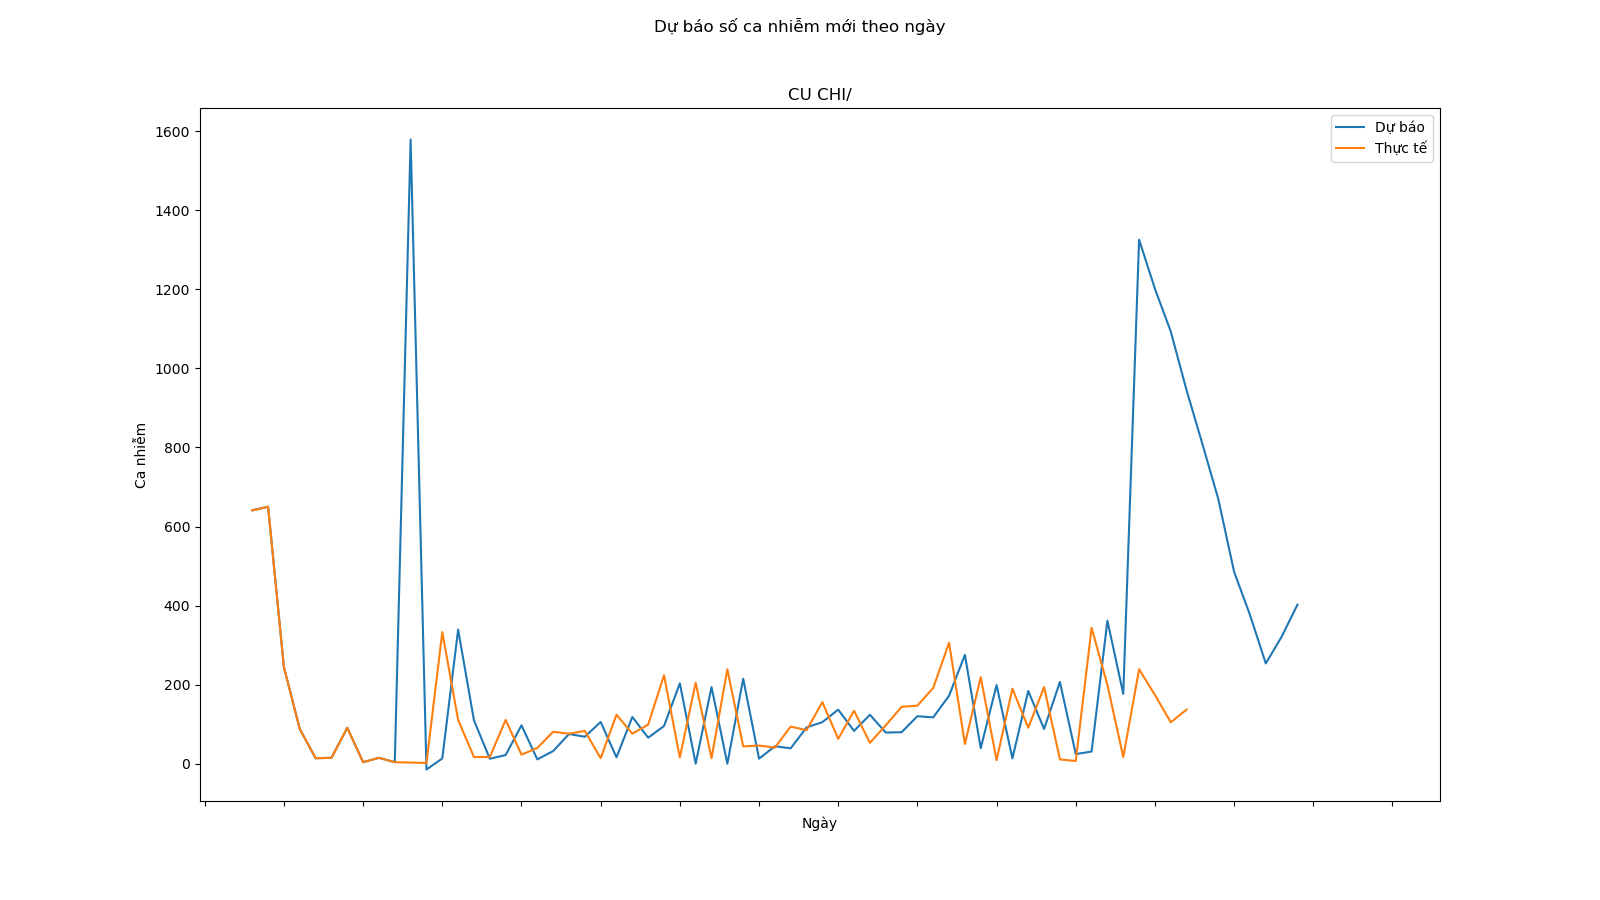 Dự báo số ca nhiễm mới theo ngày
CU CHI/
Dự báo
Thực tế
1600
1400
1200
1000
800
600
400
200
0
Ca nhiễm
Ngày